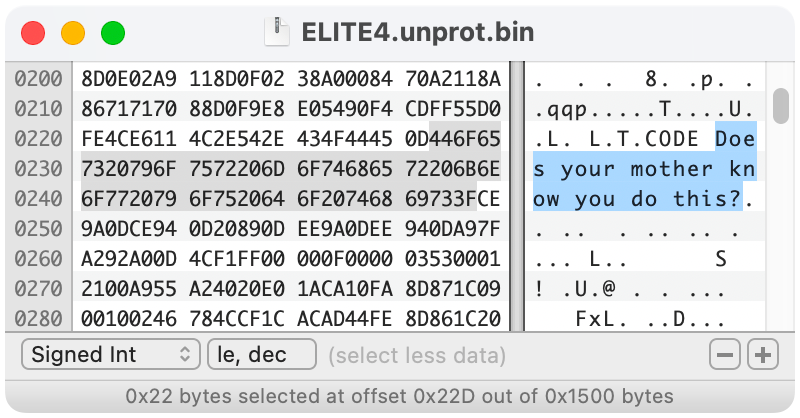 ELITE4.unprot.bin
0200 8D0E02A9 118D0F02 38A00084 70A2118A . . . 8. .p. .
0210 86717170 88D0F9E8 E05490F4 CDFF55D0 .qqp.....T....U.
0220 FE4CE611 4C2E542E 434F4445 0D446F65 .L. L.T.CODE Doe
0230 7320796F 7572206D 6F746865 72206B6E s your mother kn
0240 6F772079 6F752064 6F207468 69733FCE ow you do this?.
0250 9A0DCE94 0D20890D EE9A0DEE 940DA97F . .. . .. .. .
0260 A292A00D 4CF1FF00 000F0000 03530001 ... L.. S
0270 2100A955 A24020E0 1ACA10FA 8D871C09 ! .U.@ . . ...
0280 00100246 784CCF1C ACAD44FE 8D861C20 FxL. ..D...
Signed Int le, dec (select less data)
0x22 bytes selected at offset 0x22D out of 0x1500 bytes